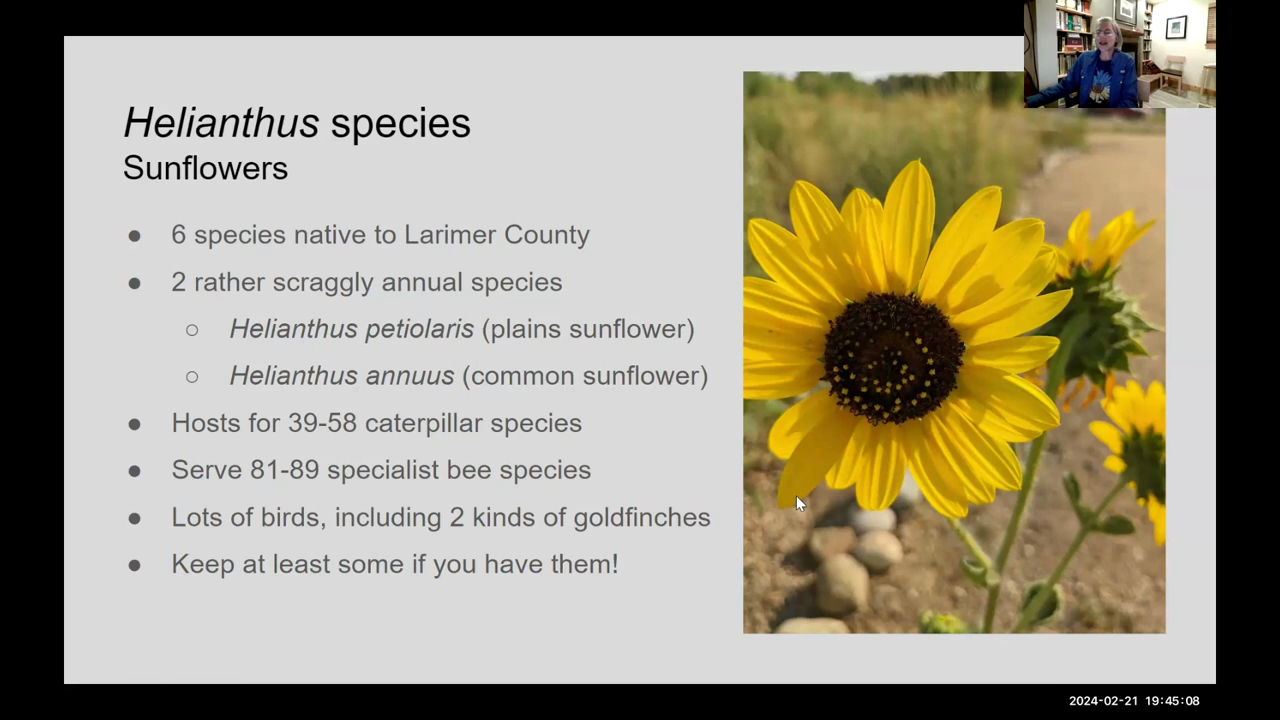 Helianthus species
Sunflowers
● 6 species native to Larimer County
● 2 rather scraggly annual species
○ Helianthus petiolaris (plains sunflower)
○ Helianthus annuus (common sunflower)
● Hosts for 39-58 caterpillar species
● Serve 81-89 specialist bee species
● Lots of birds, including 2 kinds of goldfinches
● Keep at least some if you have them!
2024-02-21 19:45:08